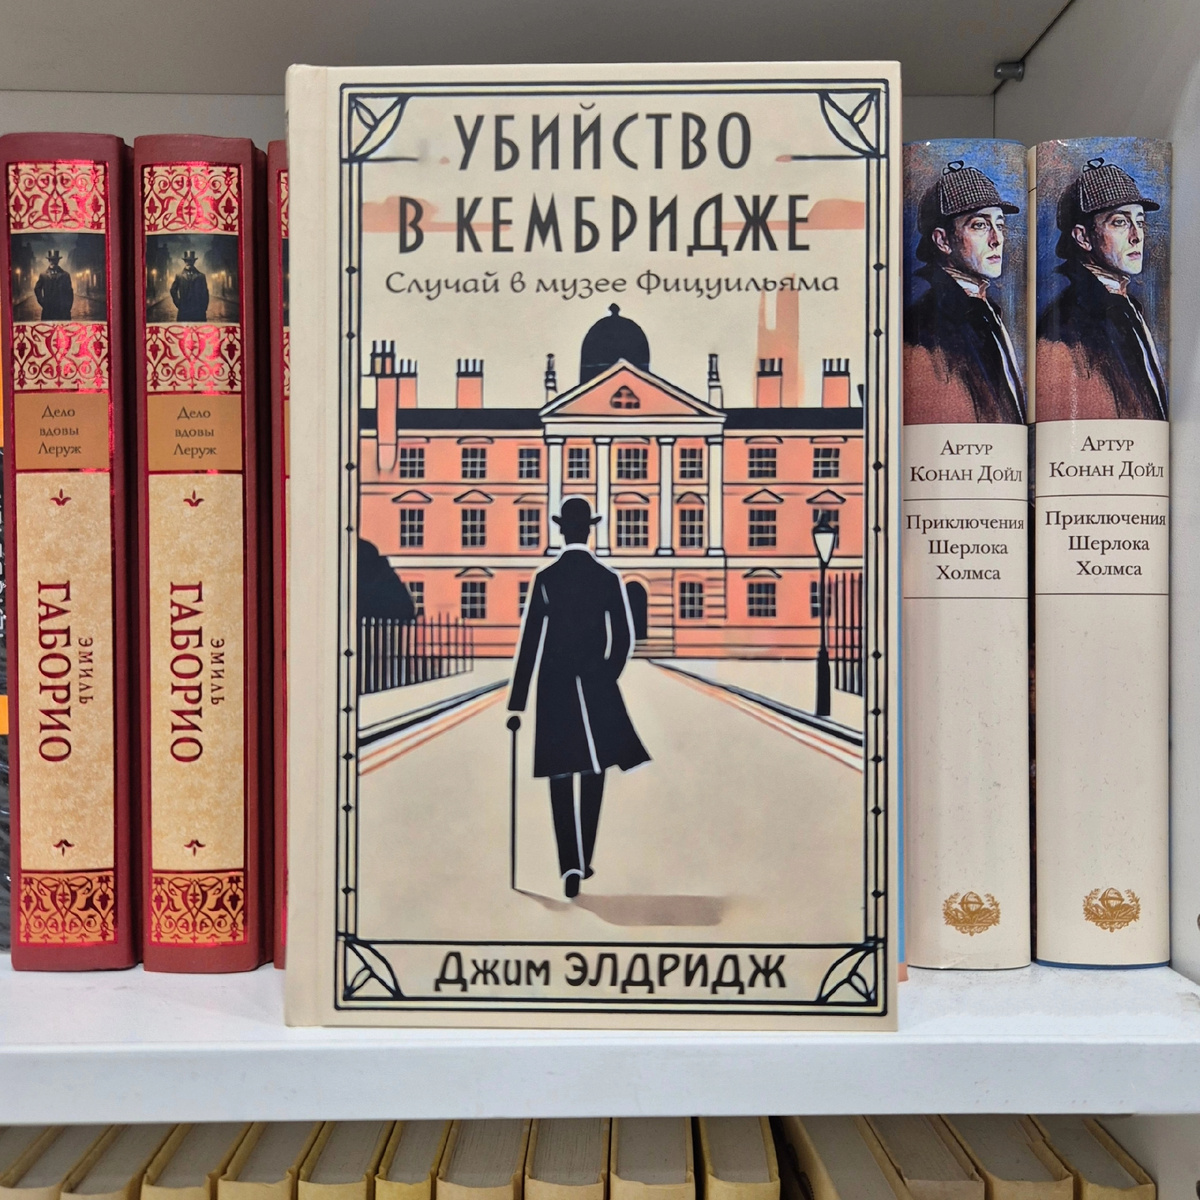 УБИЙСТВО
В КЕМБРИДЖЕ
Случай в музее Фицуильяма
Джим ЭЛДРИДЖ
Дело
вдовы
Леруж
ЭМИЛЬ
ГАБОРИО
Дело
вдовы
Леруж
ЭМИЛЬ
ГАБОРИО
АРТУР
КОНАН ДОЙЛ
Приключения
Шерлока
Холмса
АРТУР
КОНАН ДОЙЛ
Приключения
Шерлока
Холмса